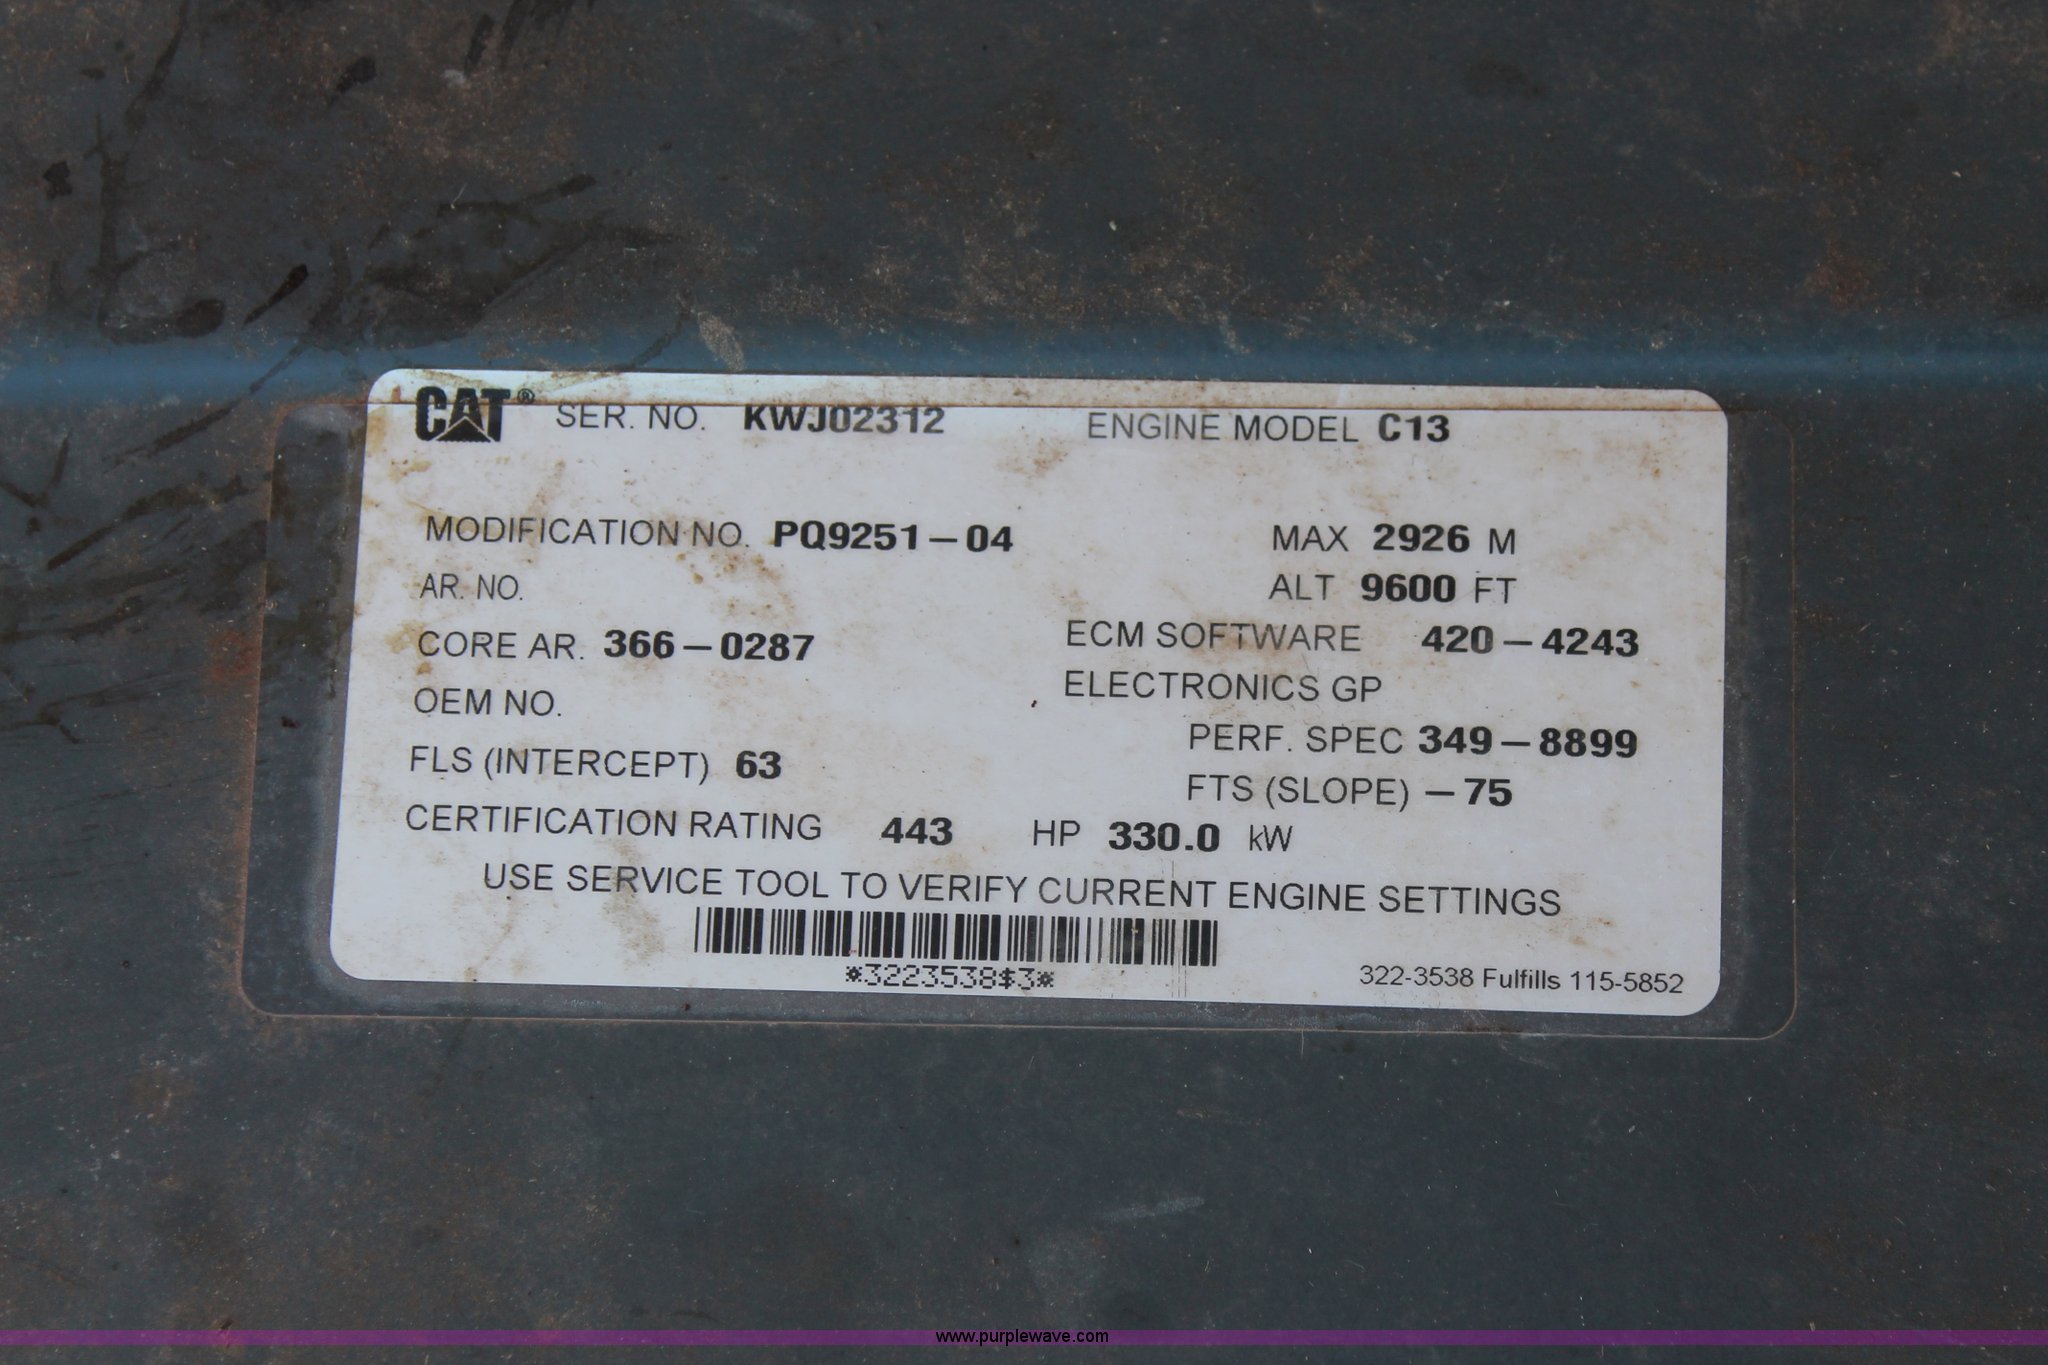 CAT® SER. NO. KWJ02312 ENGINE MODEL C13
MODIFICATION NO. PQ9251-04 MAX 2926 M
AR. NO. ALT 9600 FT
CORE AR. 366-0287 ECM SOFTWARE 420-4243
OEM NO. ELECTRONICS GP
PERF. SPEC 349-8899
FLS (INTERCEPT) 63 FTS (SLOPE) -75
CERTIFICATION RATING 443 HP 330.0 kW
USE SERVICE TOOL TO VERIFY CURRENT ENGINE SETTINGS
*3223538$3* 322-3538 Fulfills 115-5852
www.purplewave.com